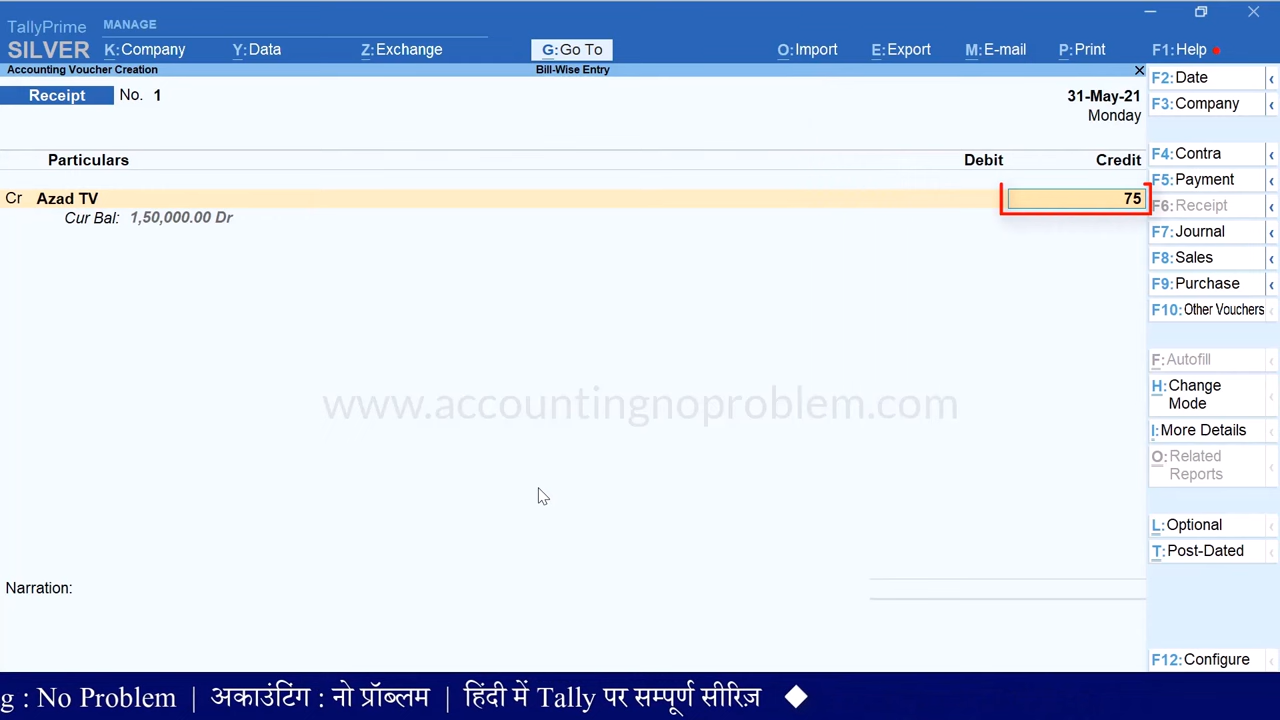 TallyPrime MANAGE
SILVER K:Company Y:Data Z:Exchange G:Go To O:Import E:Export M:E-mail P:Print F1:Help
Accounting Voucher Creation Bill-Wise Entry
Receipt No. 1 31-May-21
Monday
Particulars Debit Credit
Cr Azad TV 75
Cur Bal: 1,50,000.00 Dr
www.accountingnoproblem.com
Narration:
F2:Date
F3:Company
F4:Contra
F5:Payment
F6:Receipt
F7:Journal
F8:Sales
F9:Purchase
F10:Other Vouchers
F:Autofill
H:Change
Mode
I:More Details
O:Related
Reports
L:Optional
T:Post-Dated
F12:Configure
g : No Problem | अकाउंटिंग : नो प्रॉब्लम | हिंदी में Tally पर सम्पूर्ण सीरिज़